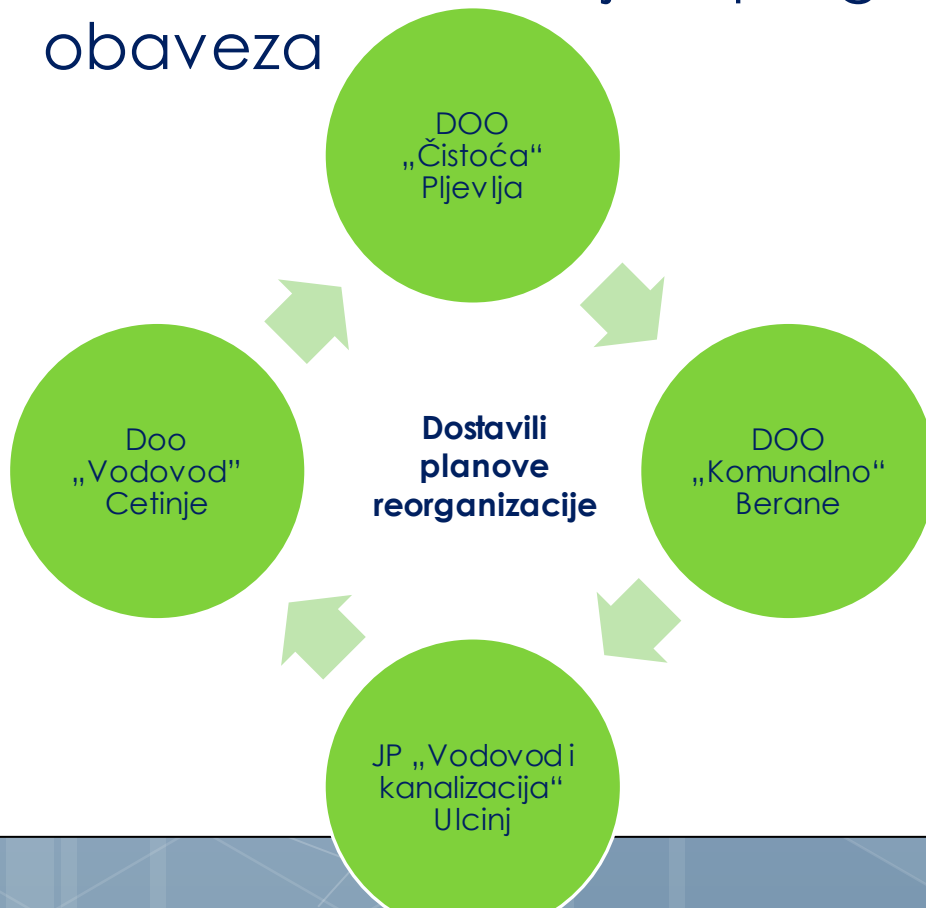 obaveza
DOO
„Čistoća“
Pljevlja
DOO
„Komunalno“
Berane
JP „Vodovod i
kanalizacija“
Ulcinj
Doo
„Vodovod”
Cetinje
Dostavili
planove
reorganizacije